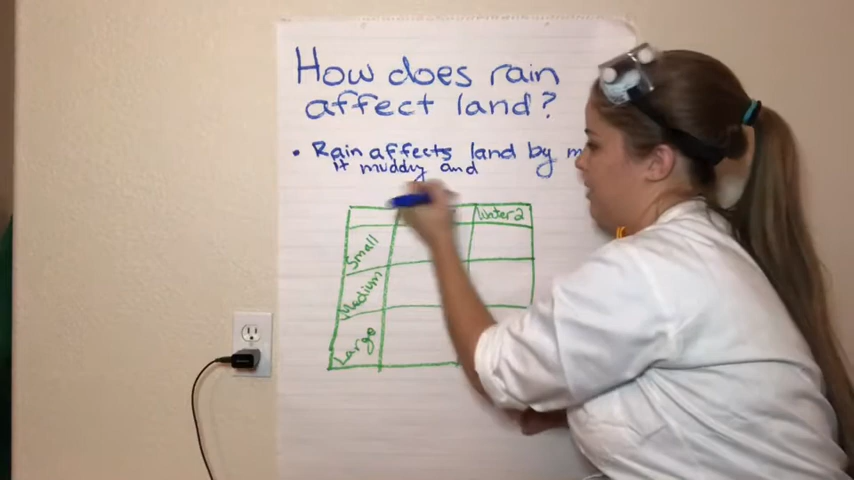 How does rain
affect land?
• Rain affects land by m
it muddy and
Water 2
Small
Medium
Large